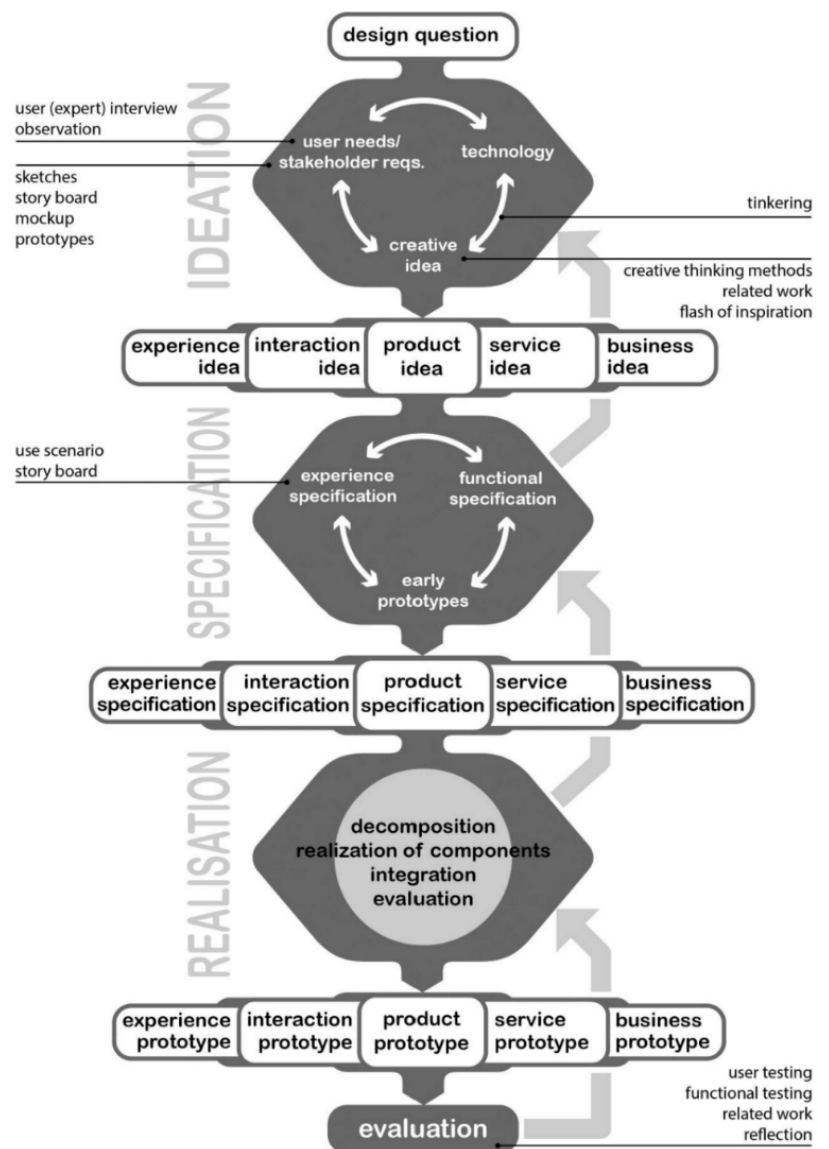 design question
IDEATION
user (expert) interview
observation
sketches
story board
mockup
prototypes
user needs/
stakeholder reqs.
technology
creative
idea
tinkering
creative thinking methods
related work
flash of inspiration
experience
idea
interaction
idea
product
idea
service
idea
business
idea
SPECIFICATION
use scenario
story board
experience
specification
functional
specification
early
prototypes
experience
specification
interaction
specification
product
specification
service
specification
business
specification
REALISATION
decomposition
realization of components
integration
evaluation
experience
prototype
interaction
prototype
product
prototype
service
prototype
business
prototype
evaluation
user testing
functional testing
related work
reflection